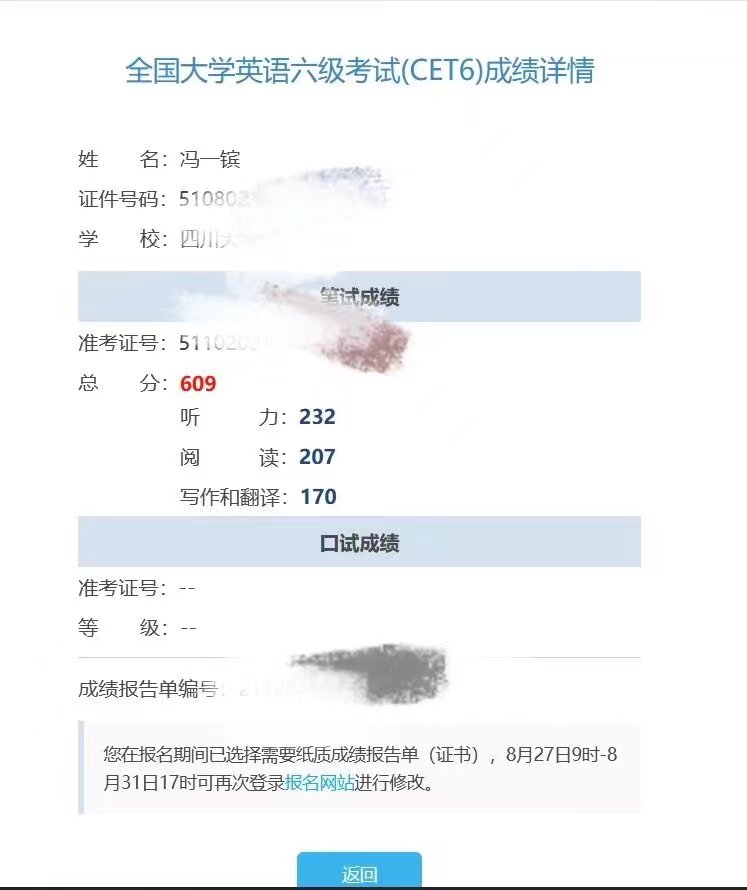 全国大学英语六级考试(CET6)成绩详情
姓 名：冯一镔
证件号码：510802
学 校：四川大
笔试成绩
准考证号：5110202
总 分：609
听 力：232
阅 读：207
写作和翻译：170
口试成绩
准考证号：--
等 级：--
成绩报告单编号：
您在报名期间已选择需要纸质成绩报告单（证书），8月27日9时-8
月31日17时可再次登录报名网站进行修改。
返回